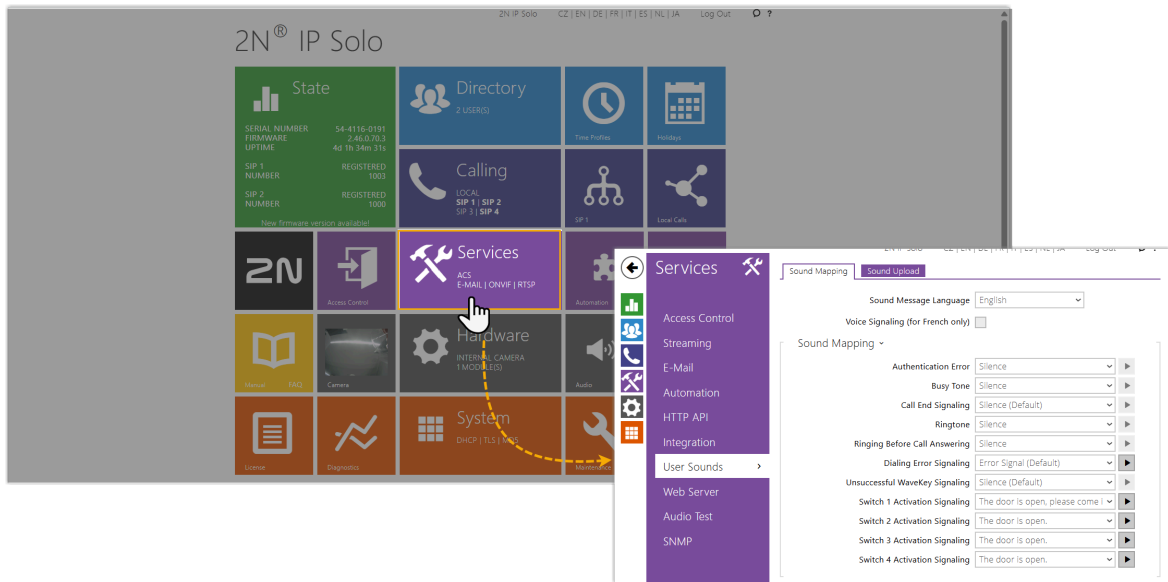 2N IP Solo CZ | EN | DE | FR | IT | ES | NL | JA Log Out ?
2N® IP Solo
State
SERIAL NUMBER 54-4116-0191
FIRMWARE 2.46.0.70.3
UPTIME 4d 1h 34m 31s
SIP 1 REGISTERED
NUMBER 1003
SIP 2 REGISTERED
NUMBER 1000
New firmware version available!
Directory
2 USER(S)
Time Profiles
Holidays
Calling
LOCAL
SIP 1 | SIP 2
SIP 3 | SIP 4
SIP 1
Local Calls
2N
Access Control
Services
ACS
E-MAIL | ONVIF | RTSP
Automation
Manual FAQ
Camera
Hardware
INTERNAL CAMERA
1 MODULE(S)
Audio
License
Diagnostics
System
DHCP | TLS | MD5
Maintenance
Services
Access Control
Streaming
E-Mail
Automation
HTTP API
Integration
User Sounds
Web Server
Audio Test
SNMP
Sound Mapping Sound Upload
Sound Message Language English
Voice Signaling (for French only)
Sound Mapping
Authentication Error Silence
Busy Tone Silence
Call End Signaling Silence (Default)
Ringtone Silence
Ringing Before Call Answering Silence
Dialing Error Signaling Error Signal (Default)
Unsuccessful WaveKey Signaling Silence (Default)
Switch 1 Activation Signaling The door is open, please come
Switch 2 Activation Signaling The door is open.
Switch 3 Activation Signaling The door is open.
Switch 4 Activation Signaling The door is open.